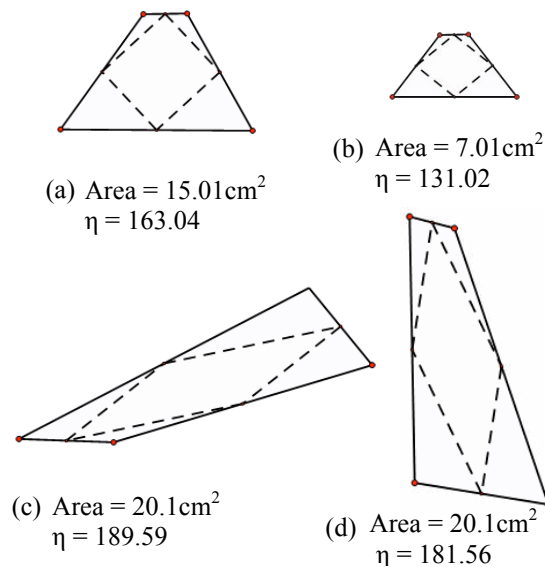 (a) Area = 15.01cm²
η = 163.04
(b) Area = 7.01cm²
η = 131.02
(c) Area = 20.1cm²
η = 189.59
(d) Area = 20.1cm²
η = 181.56